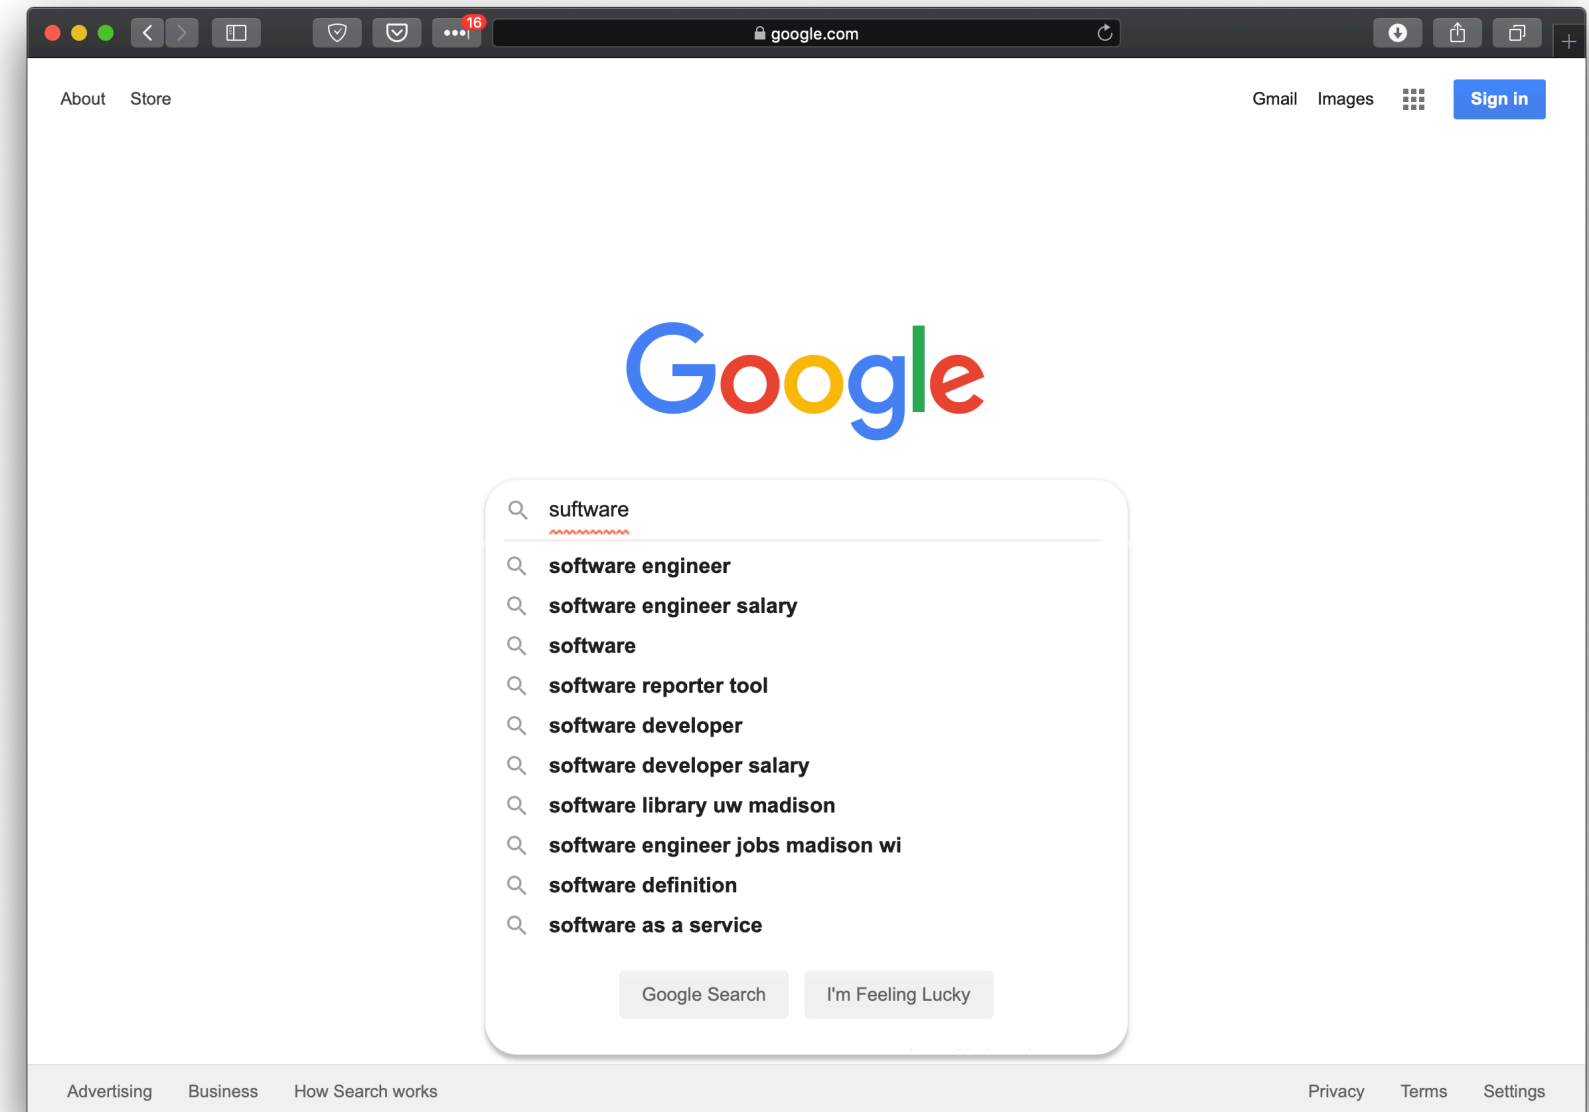 16
google.com
About Store
Gmail Images
Sign in
Google
suftware
software engineer
software engineer salary
software
software reporter tool
software developer
software developer salary
software library uw madison
software engineer jobs madison wi
software definition
software as a service
Google Search
I'm Feeling Lucky
Advertising Business How Search works
Privacy Terms Settings